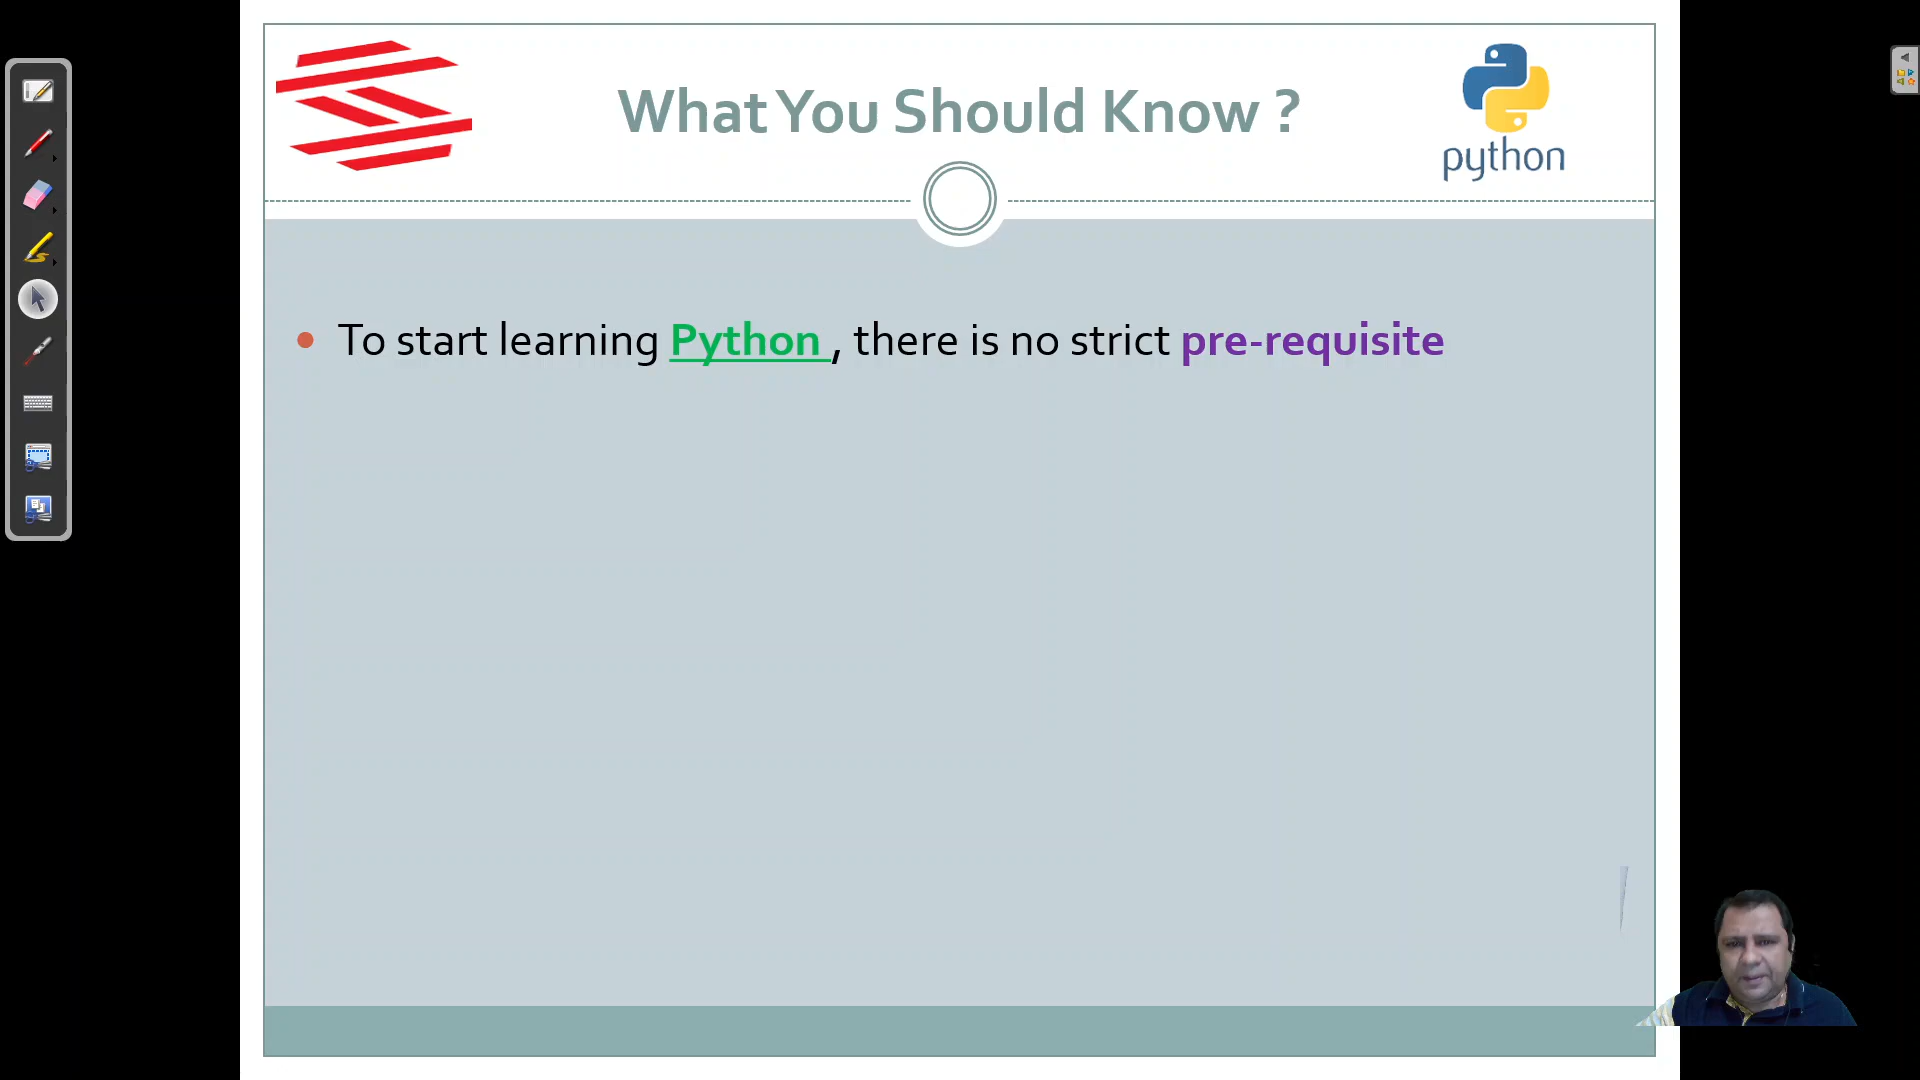 What You Should Know ?
python
To start learning Python , there is no strict pre-requisite